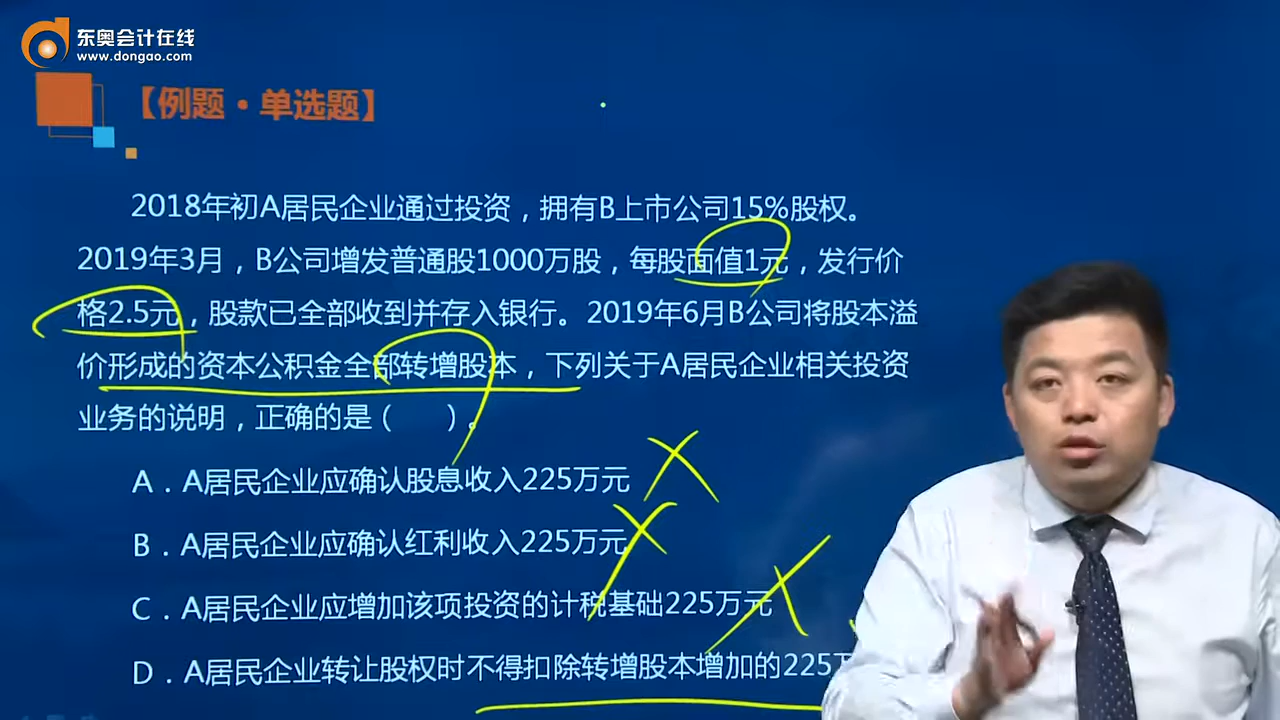 东奥会计在线
www.dongao.com
【例题·单选题】
2018年初A居民企业通过投资，拥有B上市公司15%股权。
2019年3月，B公司增发普通股1000万股，每股面值1元，发行价
格2.5元，股款已全部收到并存入银行。2019年6月B公司将股本溢
价形成的资本公积金全部转增股本，下列关于A居民企业相关投资
业务的说明，正确的是（ ）。
A．A居民企业应确认股息收入225万元
B．A居民企业应确认红利收入225万元
C．A居民企业应增加该项投资的计税基础225万元
D．A居民企业转让股权时不得扣除转增股本增加的225万